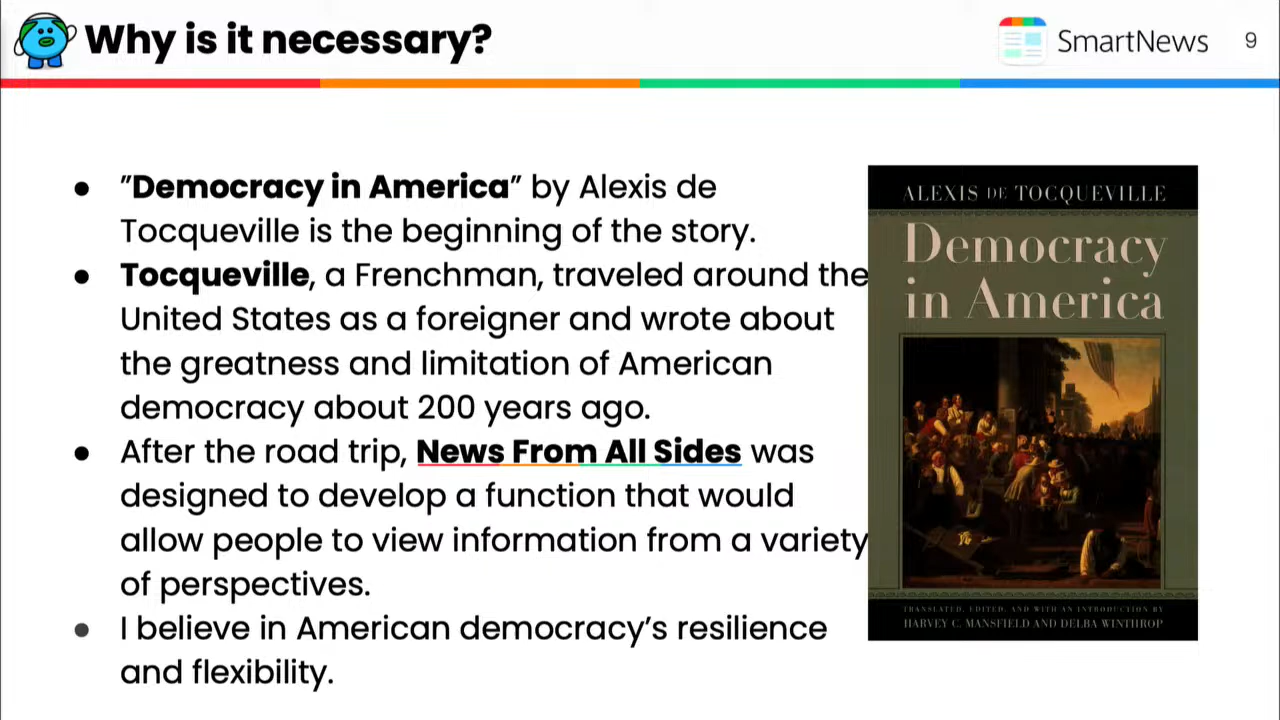 Why is it necessary?
SmartNews
9
● ”Democracy in America” by Alexis de
Tocqueville is the beginning of the story.
● Tocqueville, a Frenchman, traveled around the
United States as a foreigner and wrote about
the greatness and limitation of American
democracy about 200 years ago.
● After the road trip, News From All Sides was
designed to develop a function that would
allow people to view information from a variety
of perspectives.
● I believe in American democracy’s resilience
and flexibility.
ALEXIS DE TOCQUEVILLE
Democracy
in America
TRANSLATED, EDITED, AND WITH AN INTRODUCTION BY
HARVEY C. MANSFIELD AND DELBA WINTHROP